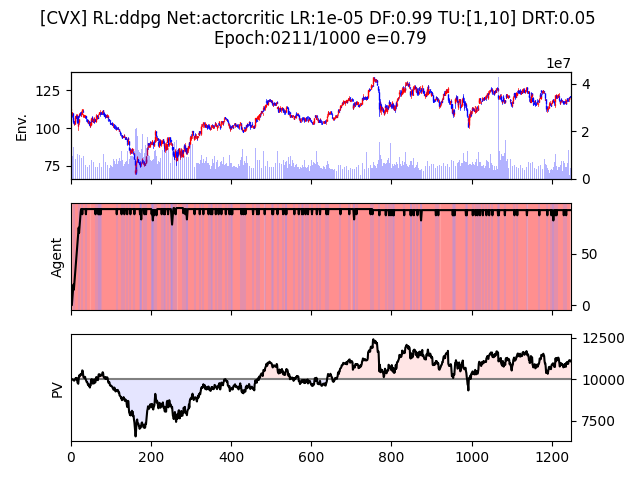 [CVX] RL:ddpg Net:actorcritic LR:1e-05 DF:0.99 TU:[1,10] DRT:0.05
Epoch:0211/1000 e=0.79
1e7
125
100
75
Env.
4
2
0
Agent
50
0
PV
12500
10000
7500
0 200 400 600 800 1000 1200